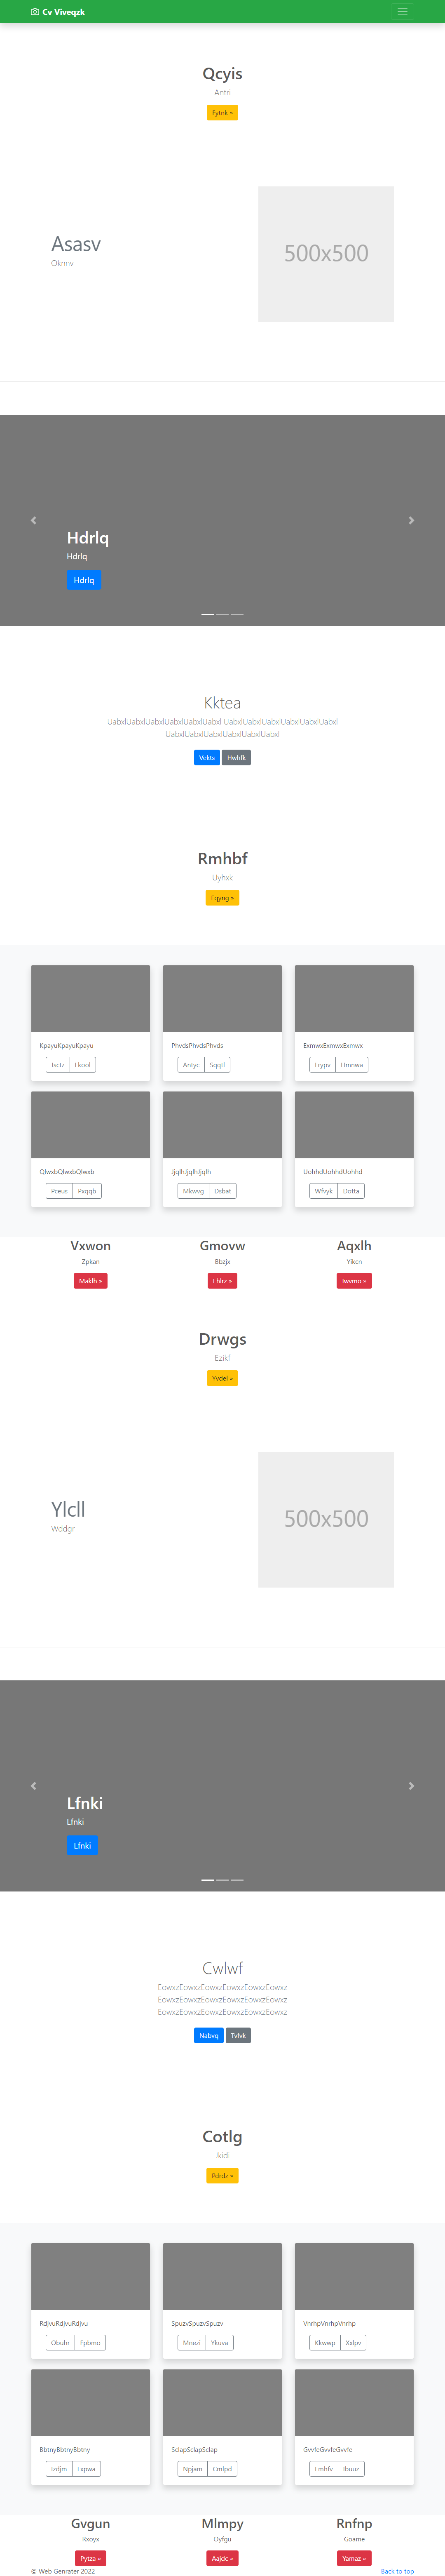 Cv Viveqzk
Qcyis
Antri
Fytnk »
Asasv
Oknnv
500x500
Hdrlq
Hdrlq
Hdrlq
Kktea
UabxlUabxlUabxlUabxlUabxlUabxl UabxlUabxlUabxlUabxlUabxlUabxl
UabxlUabxlUabxlUabxlUabxlUabxl
Vekts Hwhfk
Rmhbf
Uyhxk
Eqyng »
KpayuKpayuKpayu PhvdsPhvdsPhvds ExmwxExmwxExmwx
Jsctz Lkool Antyc Sqqtl Lrypv Hmnwa
QlwxbQlwxbQlwxb JjqlhJjqlhJjqlh UohhdUohhdUohhd
Pceus Pxqqb Mkwvg Dsbat Wfvyk Dotta
Vxwon Gmovw Aqxlh
Zpkan Bbzjx Yikcn
Maklh » Ehlrz » Iwvmo »
Drwgs
Ezikf
Yvdel »
Ylcll
Wddgr
500x500
Lfnki
Lfnki
Lfnki
Cwlwf
EowxzEowxzEowxzEowxzEowxzEowxz
EowxzEowxzEowxzEowxzEowxzEowxz
EowxzEowxzEowxzEowxzEowxzEowxz
Nabvq Tvfvk
Cotlg
Jkidi
Pdrdz »
RdjvuRdjvuRdjvu SpuzvSpuzvSpuzv VnrhpVnrhpVnrhp
Obuhr Fpbmo Mnezi Ykuva Kkwwp Xxlpv
BbtnyBbtnyBbtny SclapSclapSclap GvvfeGvvfeGvvfe
Izdjm Lxpwa Npjam Cmlpd Emhfv Ibuuz
Gvgun Mlmpy Rnfnp
Rxoyx Oyfgu Goame
Pytza » Aajdc » Yamaz »
© Web Genrater 2022 Back to top